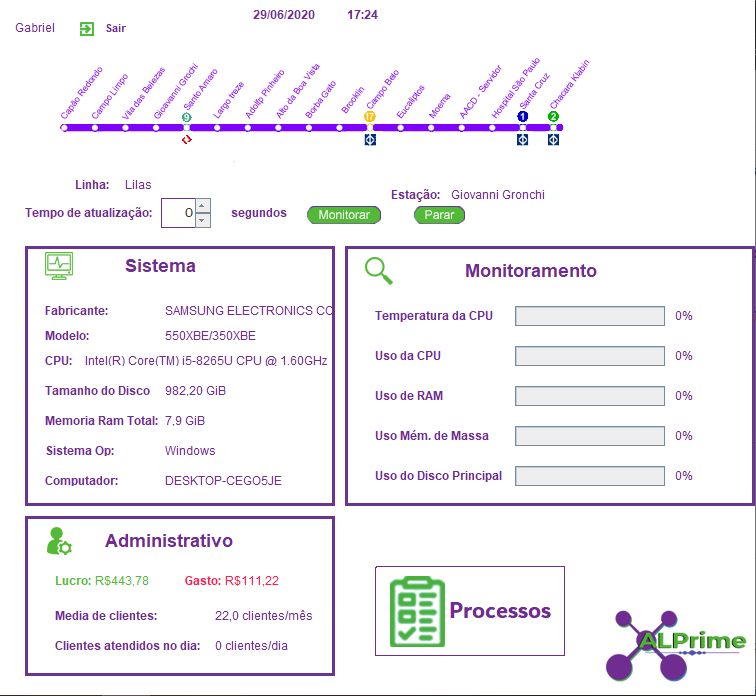 29/06/2020 17:24
Gabriel Sair
Capão Redondo
Campo Limpo
Vila das Belezas
Gioavanni Grochi
Santo Amaro
Largo treze
Adolfp Pinheiro
Alto da Boa Vista
Borba Gato
Brooklin
Campo Belo
Eucaliptos
Moema
AACD - Servidor
Hospital São Paulo
Santa Cruz
Chacara Klabin
9 17 1 2
Linha: Lilas
Estação: Giovanni Gronchi
Tempo de atualização: 0 segundos Monitorar Parar
Sistema
Fabricante: SAMSUNG ELECTRONICS CO
Modelo: 550XBE/350XBE
CPU: Intel(R) Core(TM) i5-8265U CPU @ 1.60GHz
Tamanho do Disco 982,20 GiB
Memoria Ram Total: 7,9 GiB
Sistema Op: Windows
Computador: DESKTOP-CEGO5JE
Monitoramento
Temperatura da CPU 0%
Uso da CPU 0%
Uso de RAM 0%
Uso Mém. de Massa 0%
Uso do Disco Principal 0%
Administrativo
Lucro: R$443,78 Gasto: R$111,22
Media de clientes: 22,0 clientes/mês
Clientes atendidos no dia: 0 clientes/dia
Processos
ALPrime